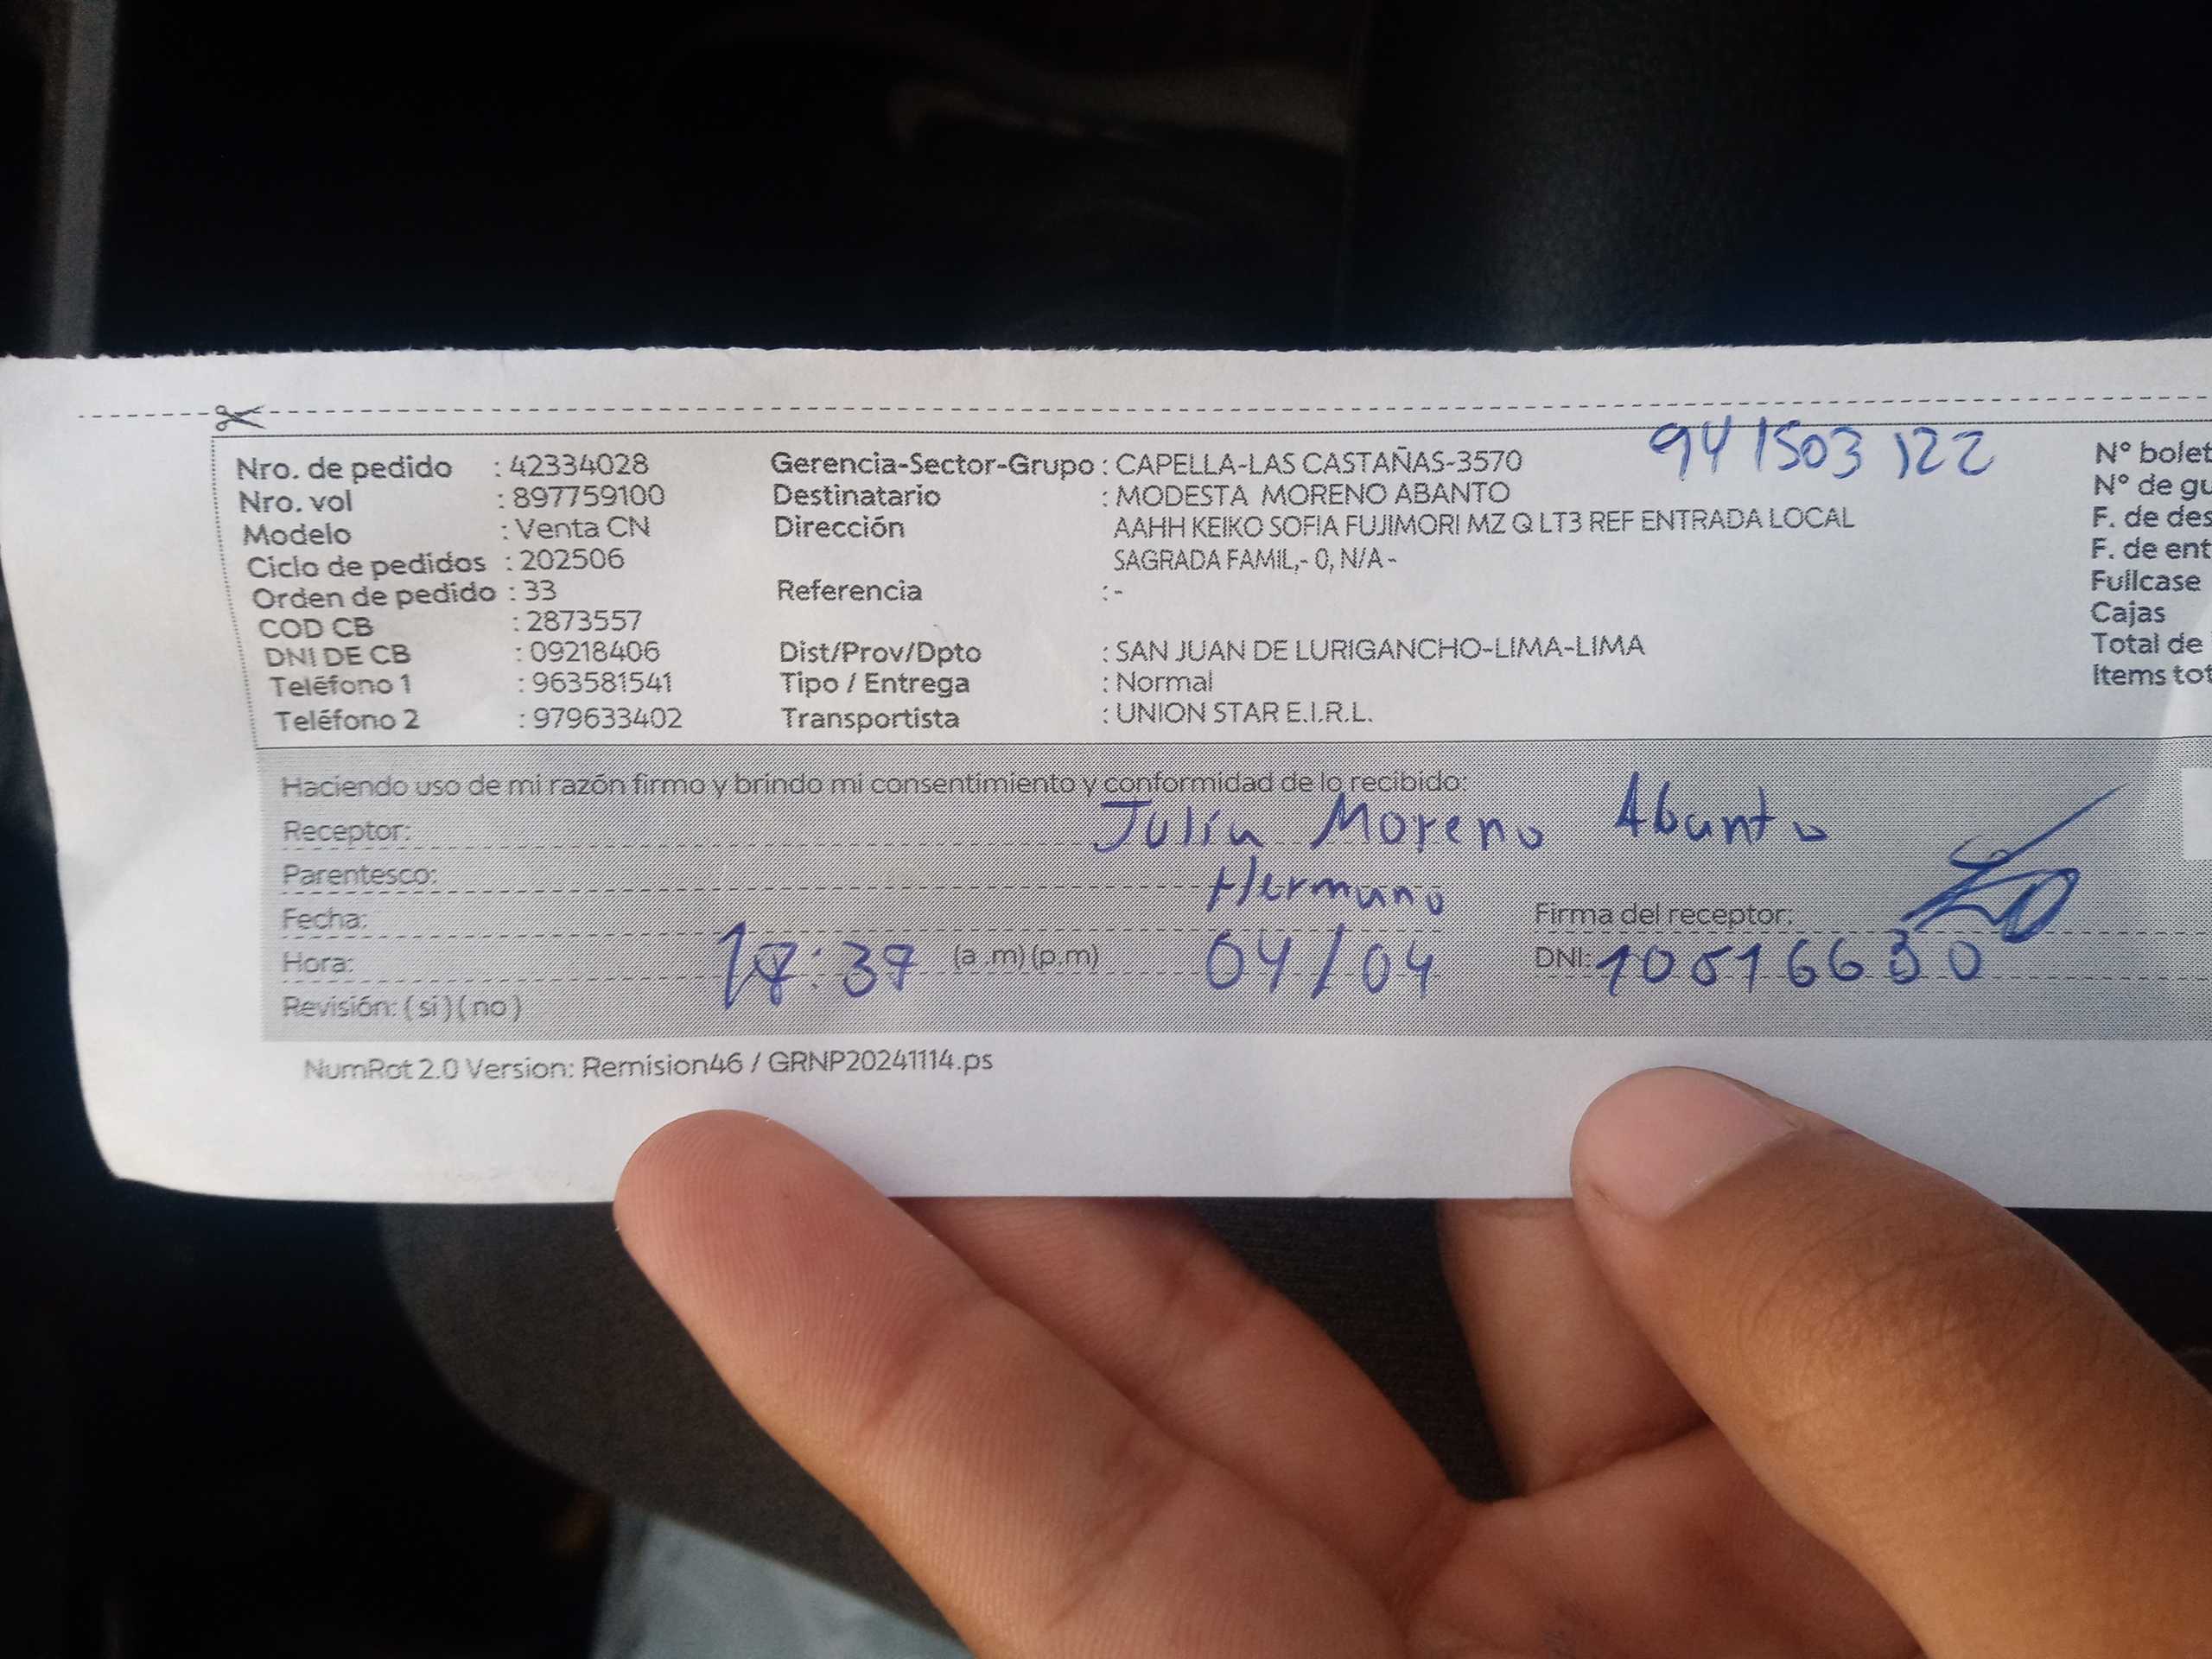 941503122
Nro. de pedido : 42334028
Nro. vol : 897759100
Modelo : Venta CN
Ciclo de pedidos : 202506
Orden de pedido : 33
COD CB : 2873557
DNI DE CB : 09218406
Teléfono 1 : 963581541
Teléfono 2 : 979633402
Gerencia-Sector-Grupo : CAPELLA-LAS CASTAÑAS-3570
Destinatario : MODESTA MORENO ABANTO
Dirección AAHH KEIKO SOFIA FUJIMORI MZ Q LT3 REF ENTRADA LOCAL
SAGRADA FAMIL,- 0, N/A -
Referencia : -
Dist/Prov/Dpto : SAN JUAN DE LURIGANCHO-LIMA-LIMA
Tipo / Entrega : Normal
Transportista : UNION STAR E.I.R.L.
N° bolet
N° de gu
F. de des
F. de ent
Fullcase
Cajas
Total de
Items tot
Haciendo uso de mi razón firmo y brindo mi consentimiento y conformidad de lo recibido:
Receptor: Julia Moreno Abanto
Parentesco: Hermano
Fecha: Firma del receptor:
Hora: 17:37 (a .m) (p.m) 04/04 DNI: 10516630
Revisión: ( si ) ( no )
NumRot 2.0 Version: Remision46 / GRNP20241114.ps